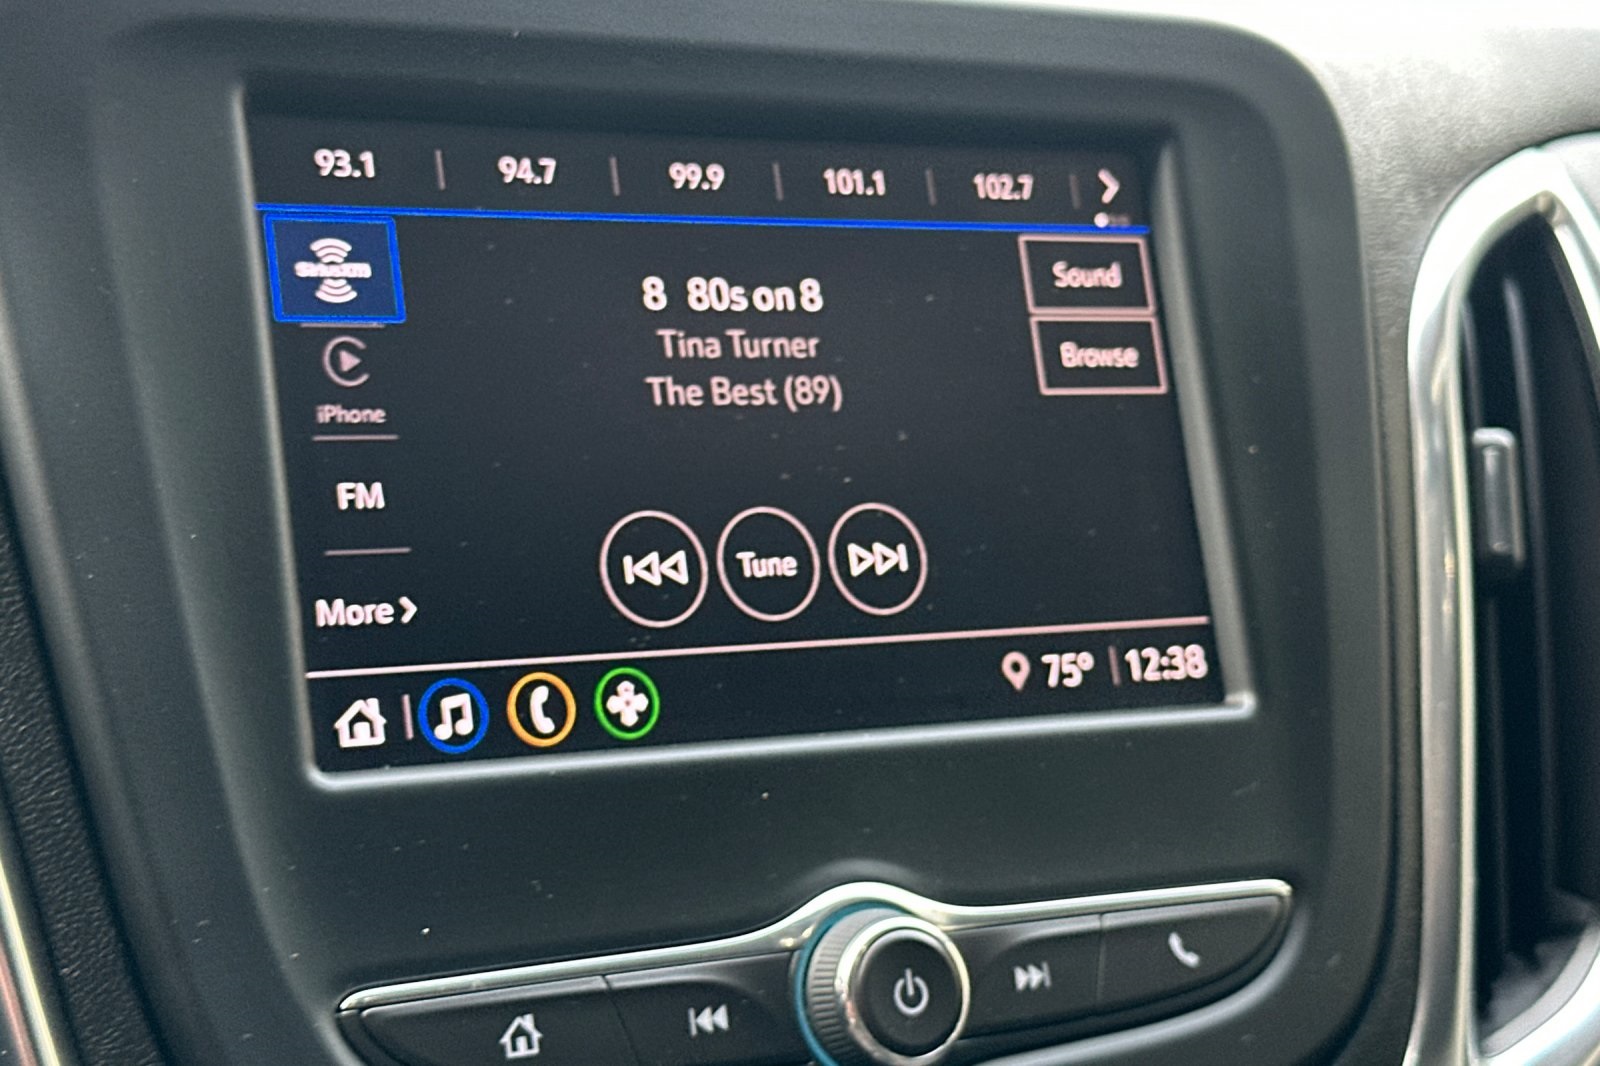 93.1 | 94.7 | 99.9 | 101.1 | 102.7
SiriusXM
8 80s on 8
Tina Turner
The Best (89)
Sound
Browse
iPhone
FM
More
Tune
75° | 12:38